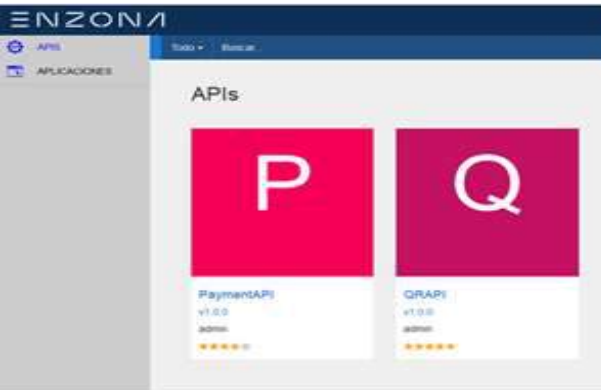 ENZONA
APIS
Todo Buscar
APLICACIONES
APIs
P
Q
PaymentAPI
v1.0.0
admin
QRAPI
v1.0.0
admin